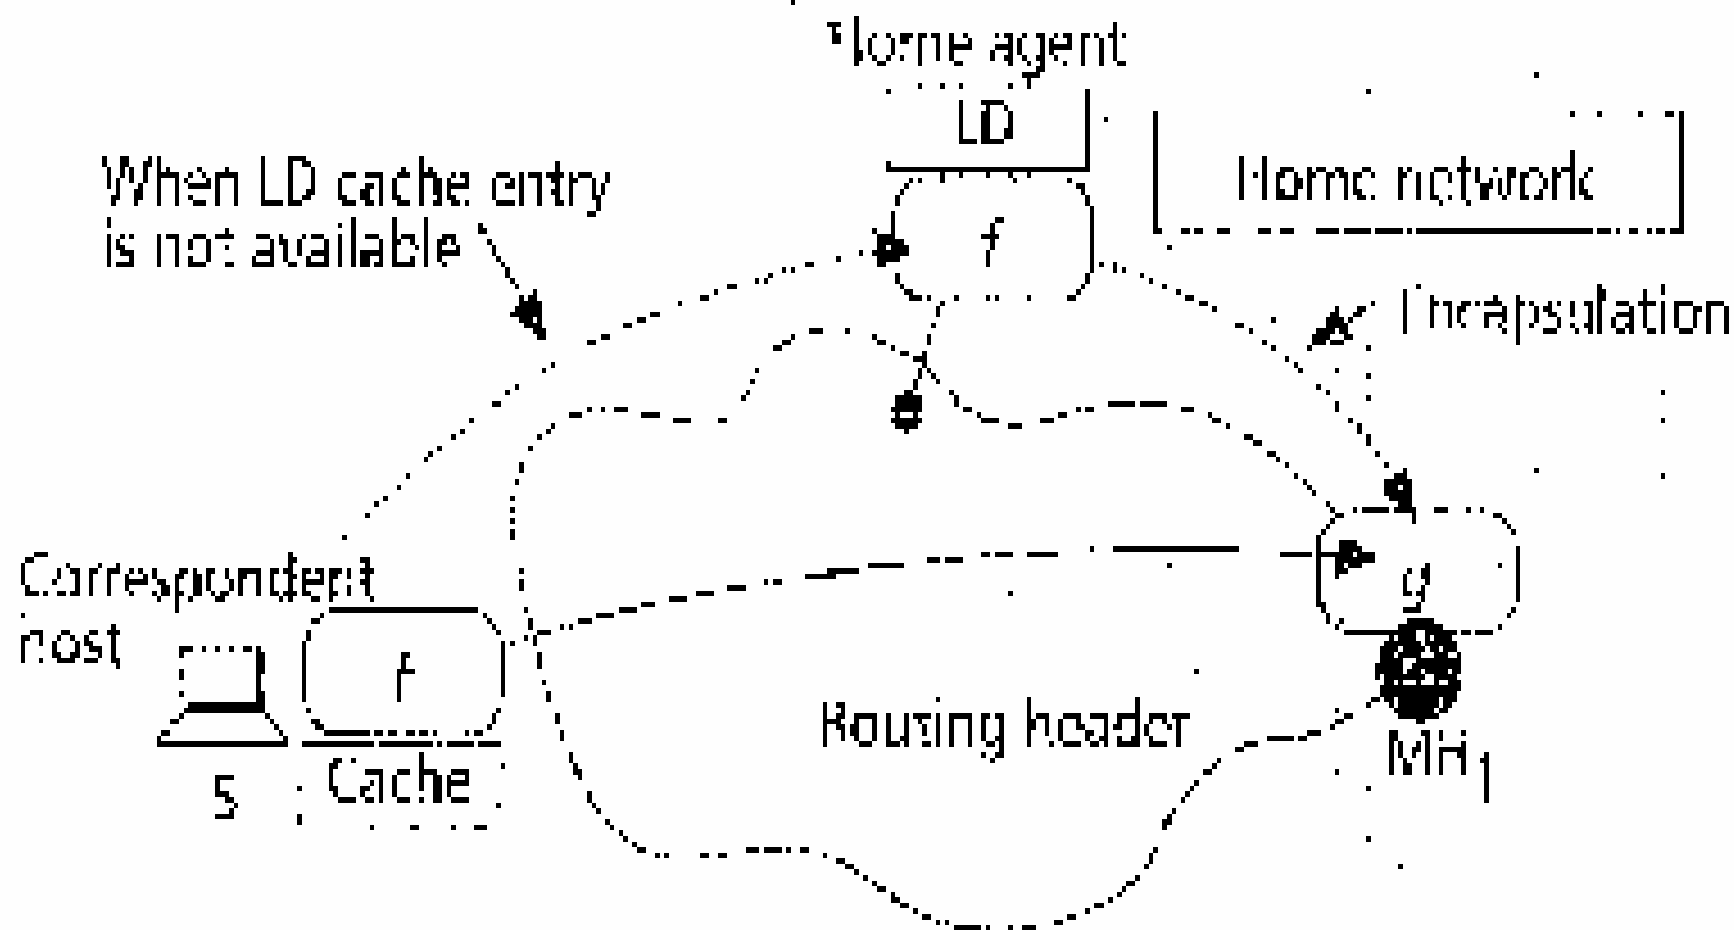 Home agent
LD
When LD cache entry
is not available
Home network
f
Encapsulation
Correspondent
host
g
f
Routing header
MH1
Cache
S